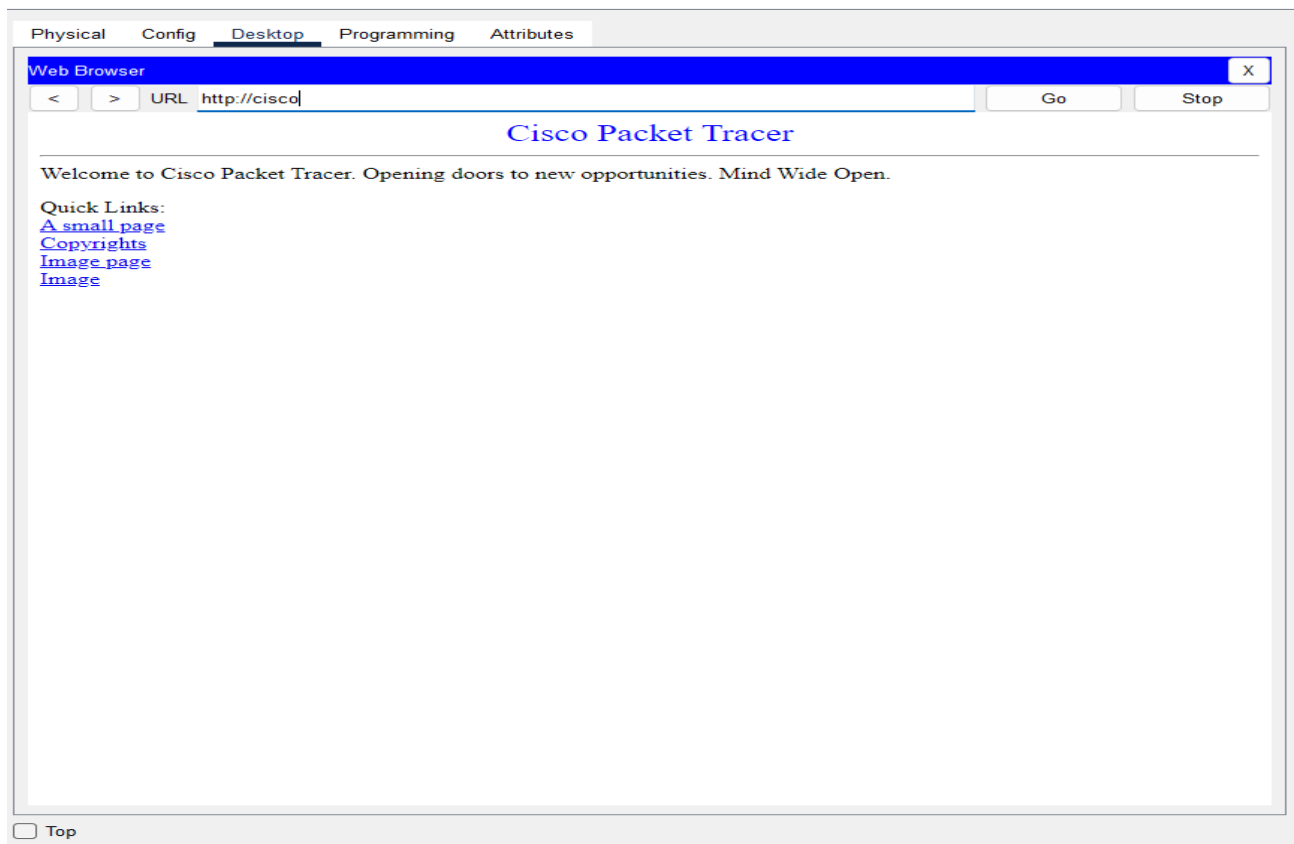 Physical Config Desktop Programming Attributes
Web Browser X
< > URL http://cisco Go Stop
Cisco Packet Tracer
Welcome to Cisco Packet Tracer. Opening doors to new opportunities. Mind Wide Open.
Quick Links:
A small page
Copyrights
Image page
Image
Top